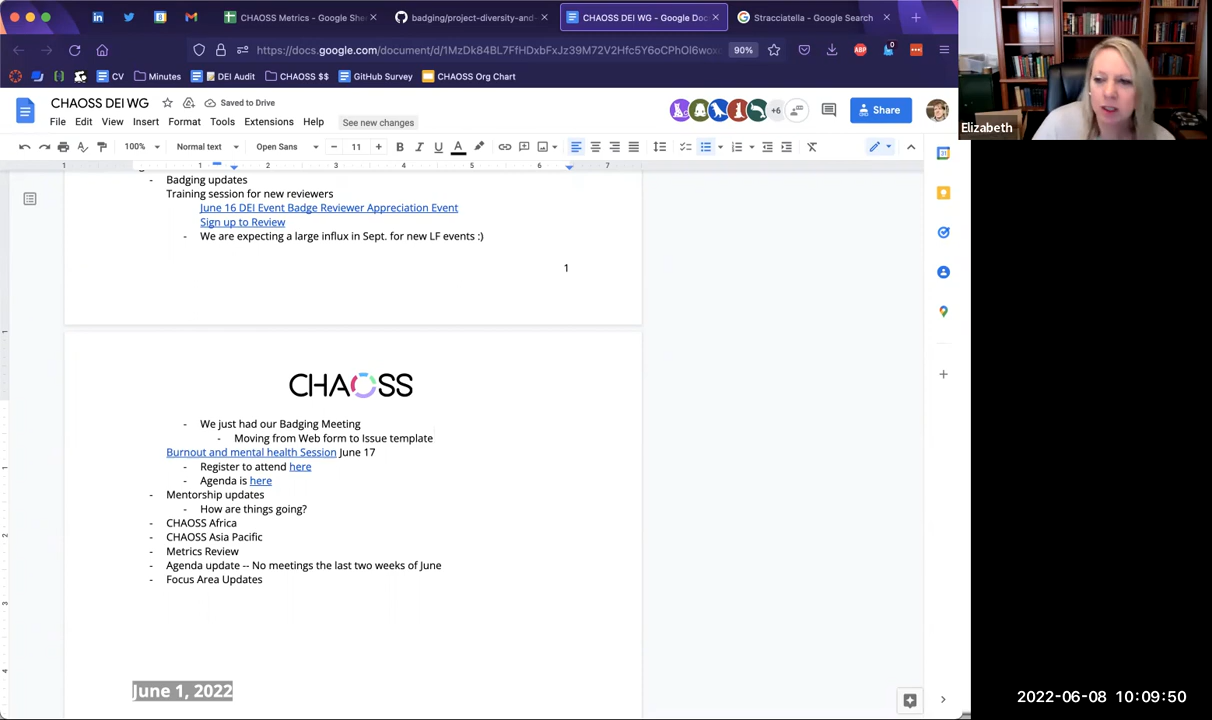 CHAOSS Metrics - Google She
badging/project-diversity-and-
CHAOSS DEI WG - Google Doc
Stracciatella - Google Search
90%
CV
Minutes
DEI Audit
CHAOSS $$
GitHub Survey
CHAOSS Org Chart
CHAOSS DEI WG
Saved to Drive
File Edit View Insert Format Tools Extensions Help
See new changes
+6
Share
100%
Normal text
Open Sans
11
Badging updates
Training session for new reviewers
June 16 DEI Event Badge Reviewer Appreciation Event
Sign up to Review
- We are expecting a large influx in Sept. for new LF events :)
1
CHAOSS
- We just had our Badging Meeting
- Moving from Web form to Issue template
Burnout and mental health Session June 17
- Register to attend here
- Agenda is here
- Mentorship updates
- How are things going?
- CHAOSS Africa
- CHAOSS Asia Pacific
- Metrics Review
- Agenda update -- No meetings the last two weeks of June
- Focus Area Updates
June 1, 2022
Elizabeth
2022-06-08 10:09:50